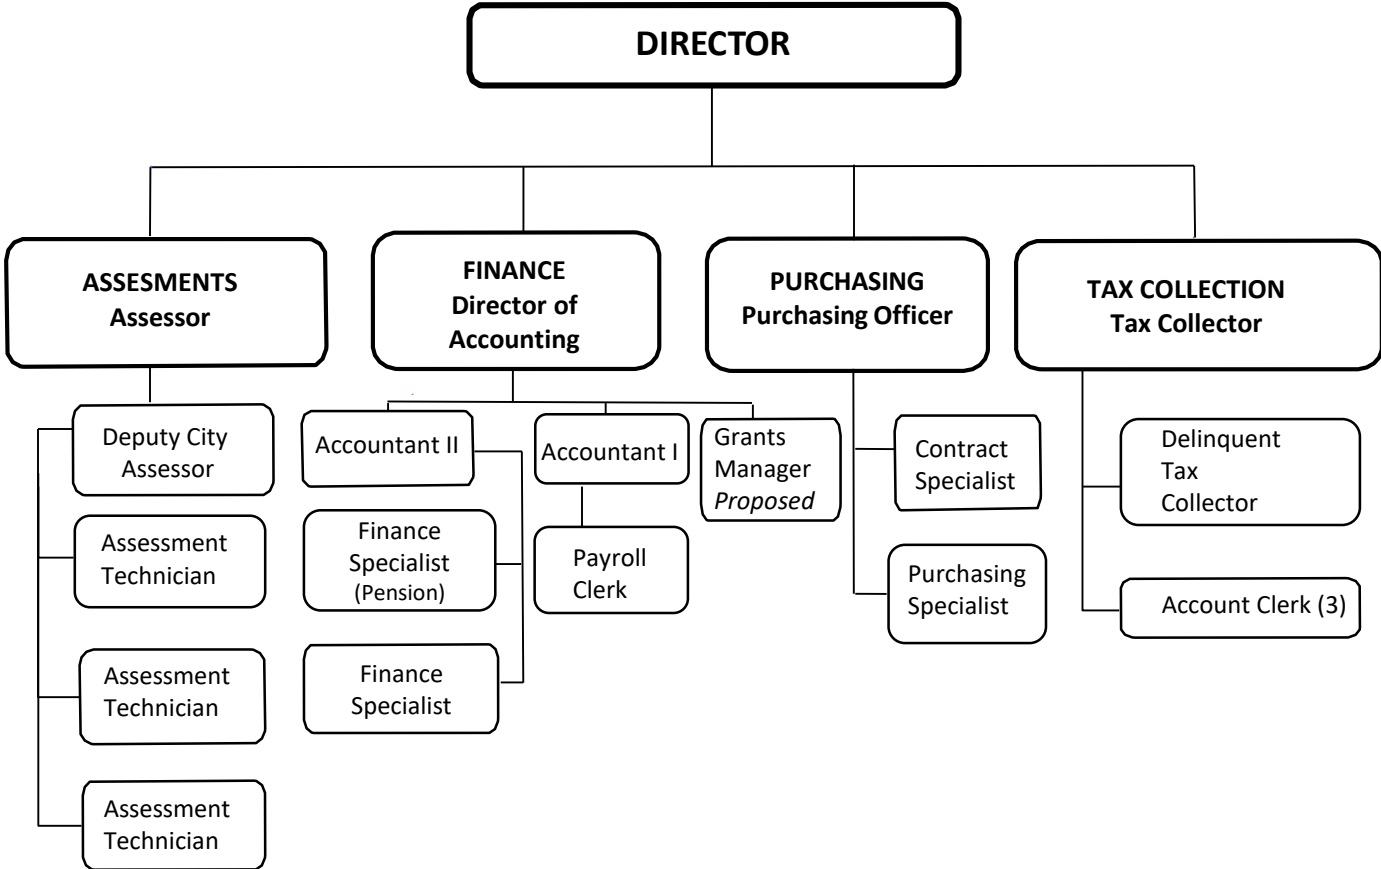 DIRECTOR
ASSESMENTS
Assessor
FINANCE
Director of
Accounting
PURCHASING
Purchasing Officer
TAX COLLECTION
Tax Collector
Deputy City
Assessor
Assessment
Technician
Assessment
Technician
Assessment
Technician
Accountant II
Finance
Specialist
(Pension)
Finance
Specialist
Accountant I
Payroll
Clerk
Grants
Manager
Proposed
Contract
Specialist
Purchasing
Specialist
Delinquent
Tax
Collector
Account Clerk (3)